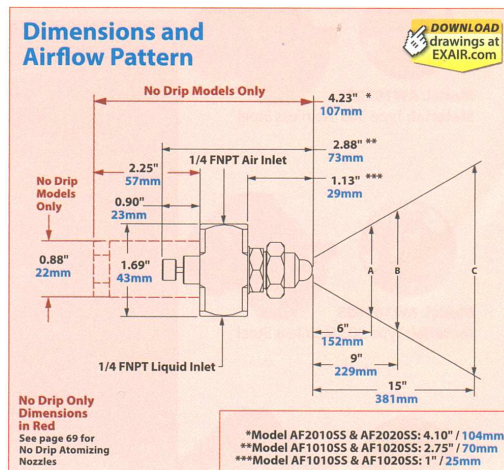 Dimensions and
Airflow Pattern
DOWNLOAD
drawings at
EXAIR.com
No Drip Models Only
4.23" *
107mm
2.88" **
73mm
1/4 FNPT Air Inlet
2.25"
57mm
1.13" ***
29mm
No Drip
Models
Only
0.90"
23mm
0.88"
22mm
1.69"
43mm
A
B
C
6"
152mm
9"
229mm
15"
381mm
1/4 FNPT Liquid Inlet
No Drip Only
Dimensions
in Red
See page 69 for
No Drip Atomizing
Nozzles
*Model AF2010SS & AF2020SS: 4.10" / 104mm
**Model AF1010SS & AF1020SS: 2.75" / 70mm
***Model AF1010SS & AF1020SS: 1" / 25mm